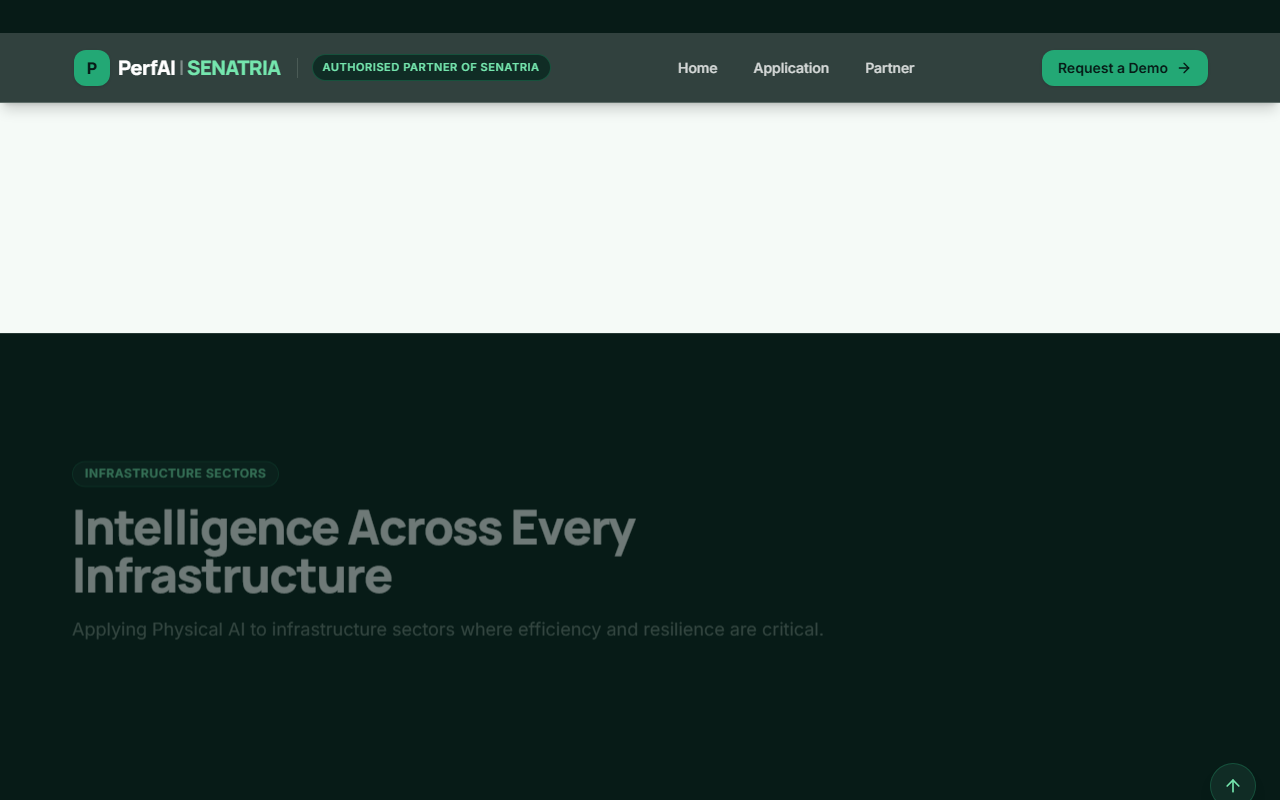 P PerfAI | SENATRIA AUTHORISED PARTNER OF SENATRIA Home Application Partner Request a Demo →
INFRASTRUCTURE SECTORS
Intelligence Across Every
Infrastructure
Applying Physical AI to infrastructure sectors where efficiency and resilience are critical.